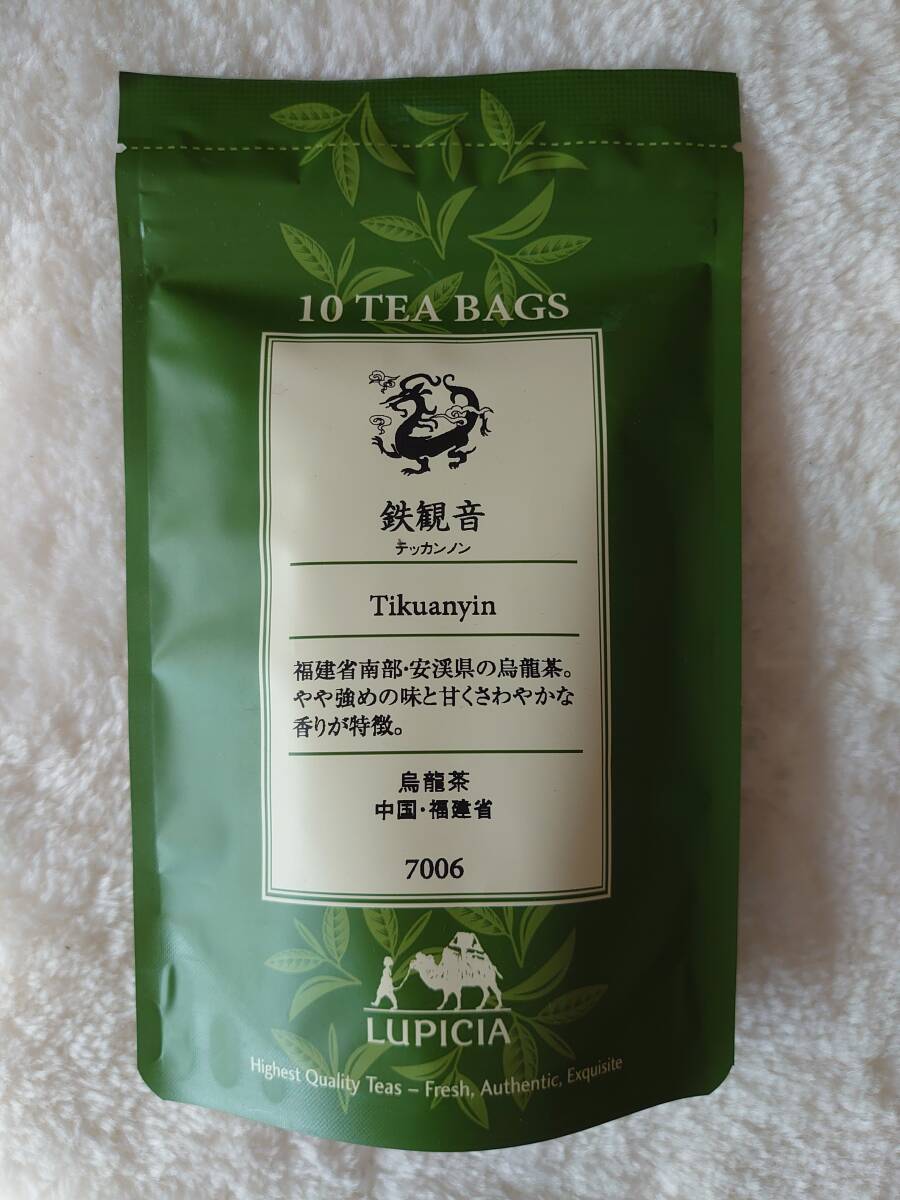 10 TEA BAGS
鉄観音
テッカンノン
Tikuanyin
福建省南部・安渓県の烏龍茶。
やや強めの味と甘くさわやかな
香りが特徴。
烏龍茶
中国・福建省
7006
LUPICIA
Highest Quality Teas – Fresh, Authentic, Exquisite